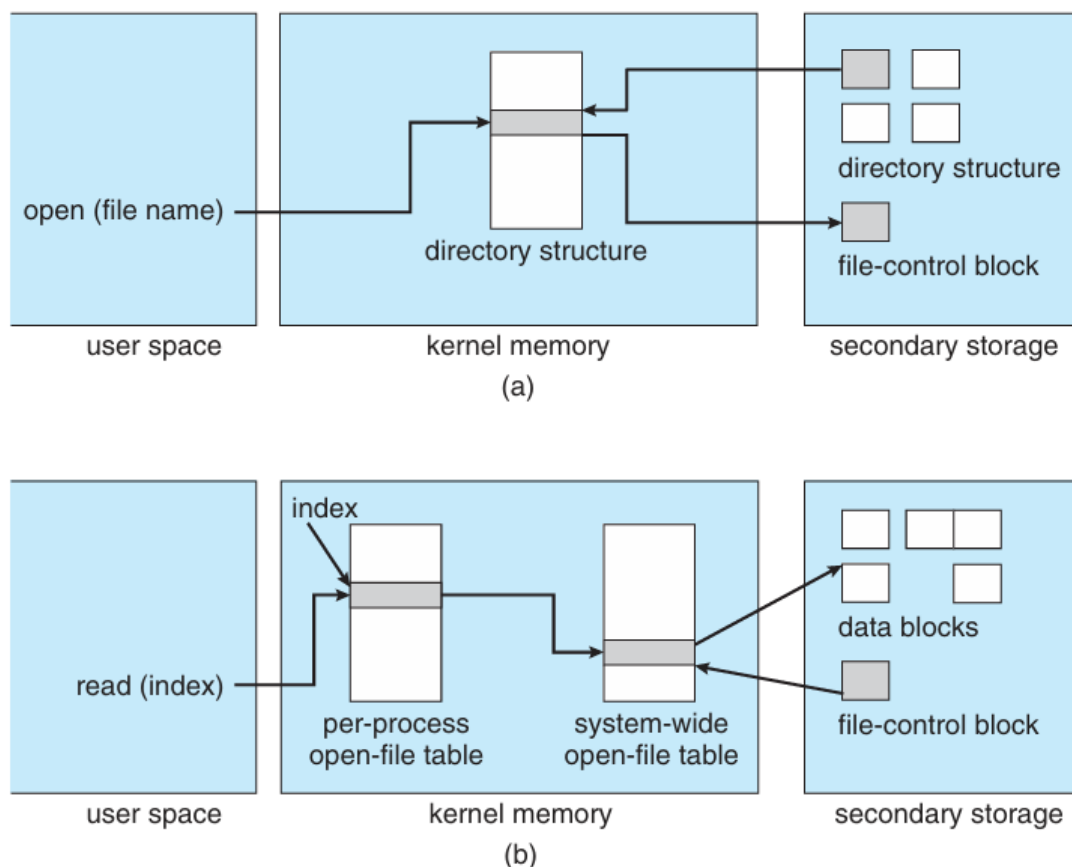 open (file name)
directory structure
directory structure
file-control block
user space
kernel memory
secondary storage
(a)
index
data blocks
read (index)
per-process
open-file table
system-wide
open-file table
file-control block
user space
kernel memory
secondary storage
(b)